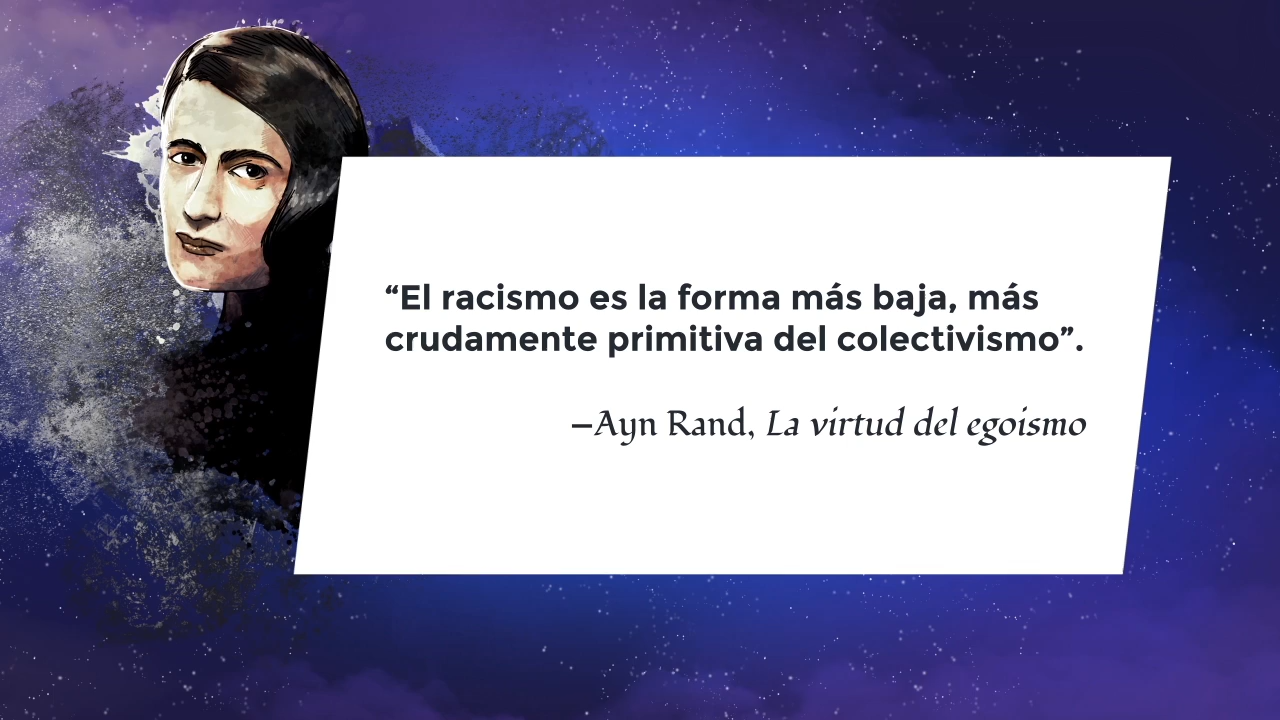 “El racismo es la forma más baja, más
crudamente primitiva del colectivismo”.
—Ayn Rand, La virtud del egoismo